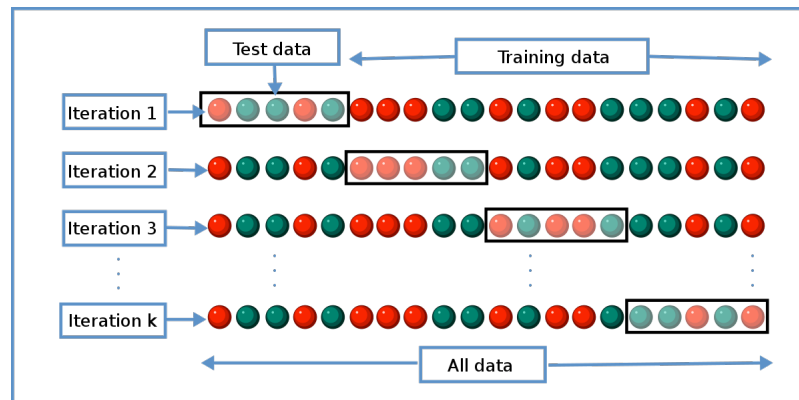 Test data
Training data
Iteration 1
Iteration 2
Iteration 3
Iteration k
All data